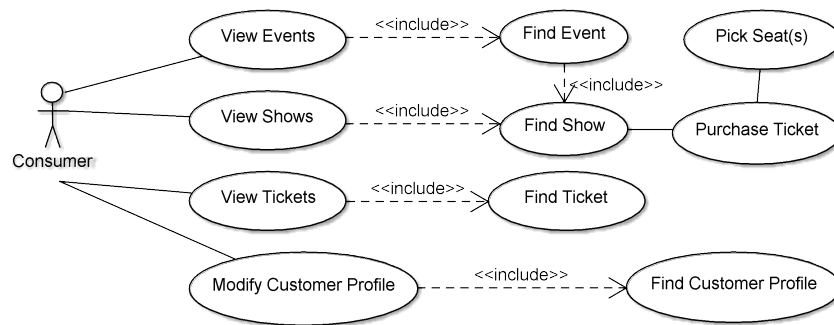 View Events
<<include>>
Find Event
Pick Seat(s)
<<include>>
View Shows
<<include>>
Find Show
Purchase Ticket
Consumer
View Tickets
<<include>>
Find Ticket
Modify Customer Profile
<<include>>
Find Customer Profile